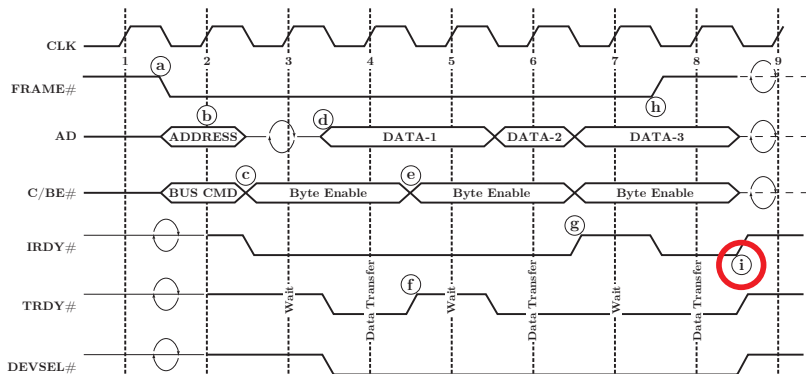 CLK
1 2 3 4 5 6 7 8 9
a
FRAME#
h
b
d
AD ADDRESS DATA-1 DATA-2 DATA-3
c
e
C/BE# BUS CMD Byte Enable Byte Enable Byte Enable
g
IRDY#
i
f
TRDY#
Wait
Data Transfer
Wait
Data Transfer
Wait
Data Transfer
DEVSEL#